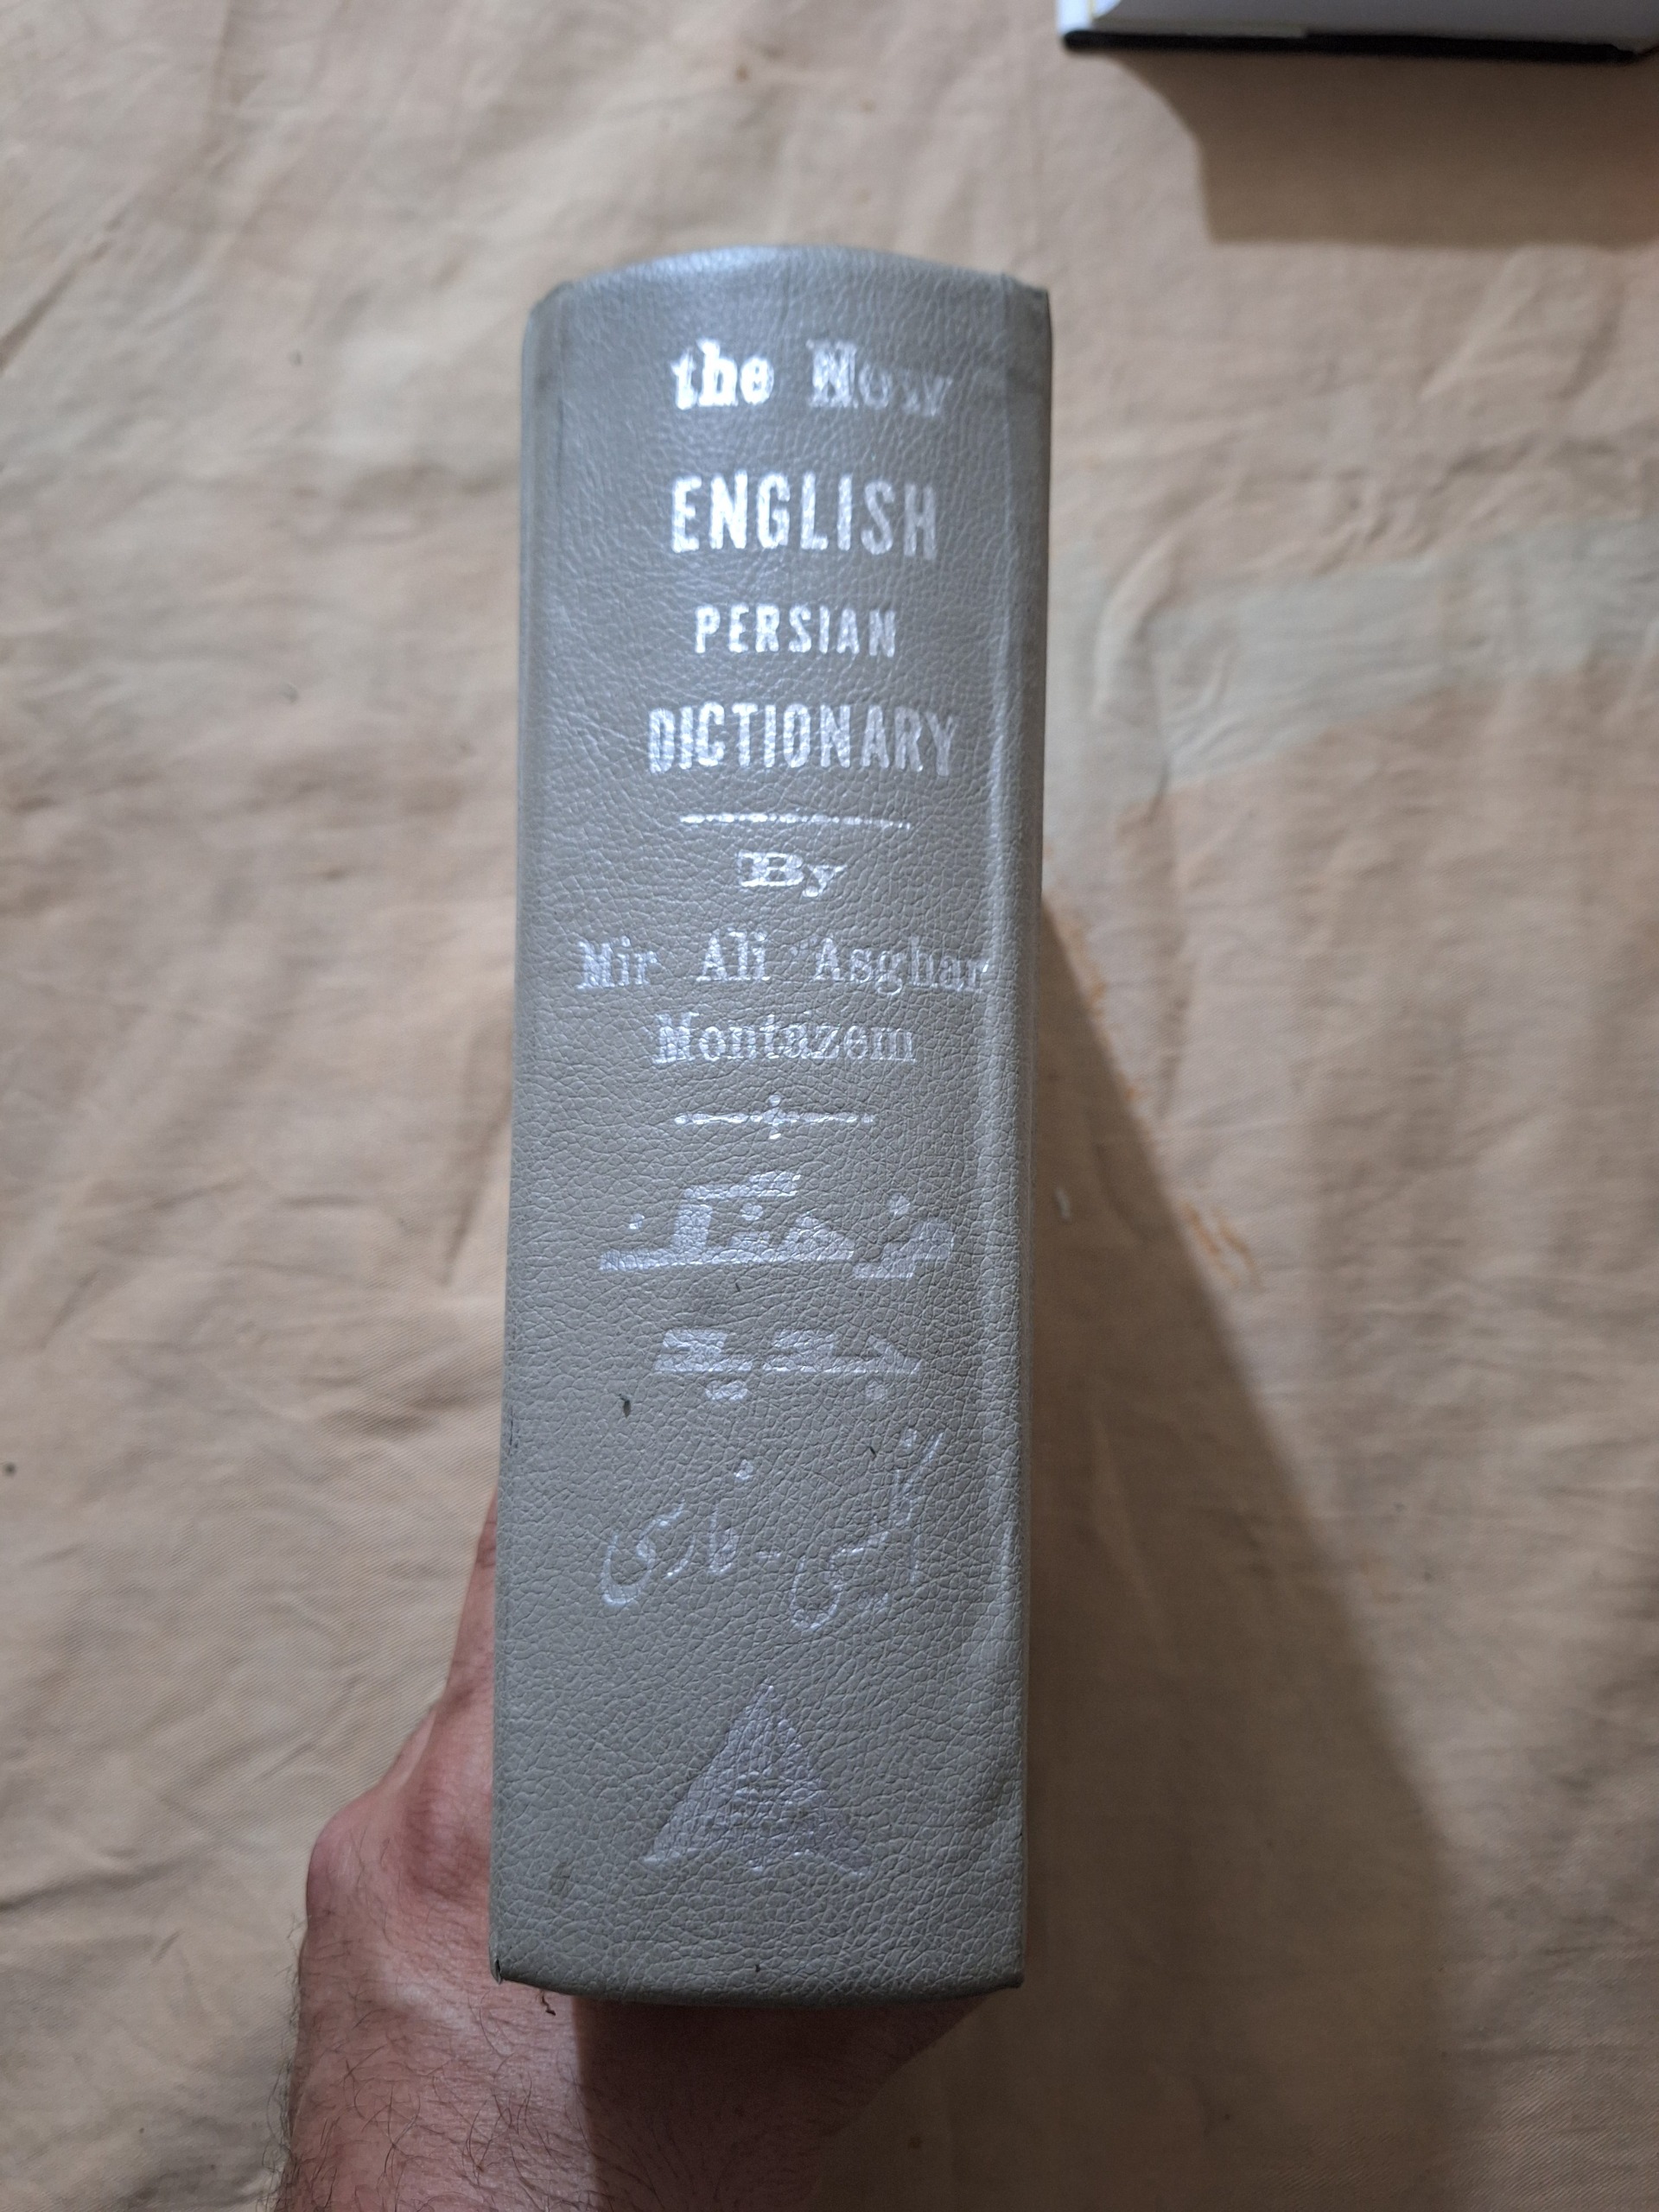 the New
ENGLISH
PERSIAN
DICTIONARY
By
Mir Ali Asghar
Montazem
فرهنگ
جدید
انگلیسی - فارسی